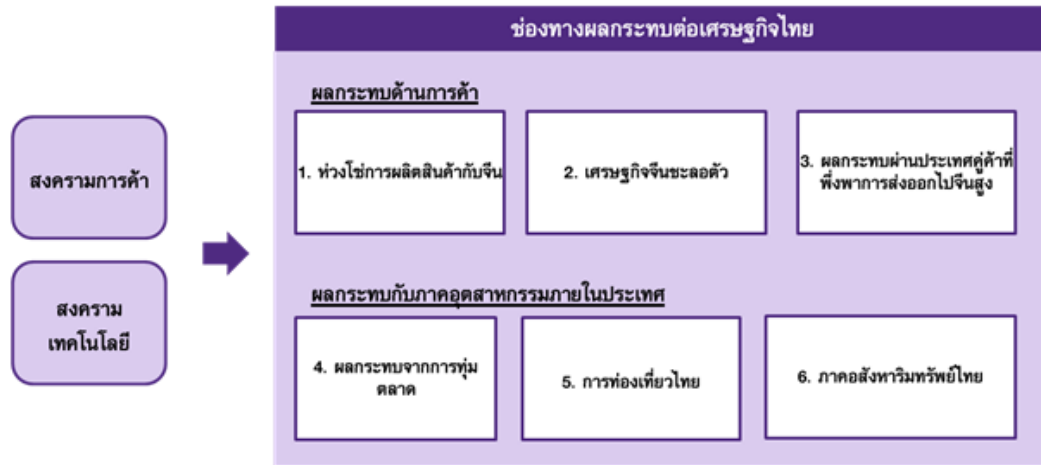 ช่องทางผลกระทบต่อเศรษฐกิจไทย
สงครามการค้า
สงคราม
เทคโนโลยี
ผลกระทบด้านการค้า
1. ห่วงโซ่การผลิตสินค้ากับจีน
2. เศรษฐกิจจีนชะลอตัว
3. ผลกระทบผ่านประเทศคู่ค้าที่
พึ่งพาการส่งออกไปจีนสูง
ผลกระทบกับภาคอุตสาหกรรมภายในประเทศ
4. ผลกระทบจากการทุ่ม
ตลาด
5. การท่องเที่ยวไทย
6. ภาคอสังหาริมทรัพย์ไทย